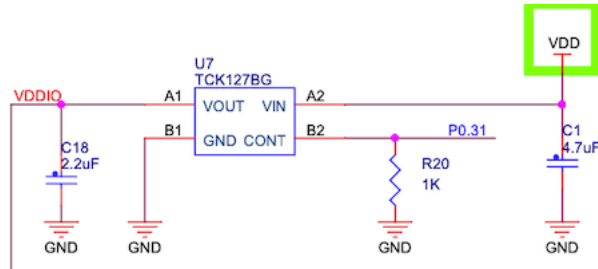 VDD
U7
TCK127BG
VDDIO
A1
VOUT VIN
A2
B1
GND CONT
B2
P0.31
C18
2.2uF
R20
1K
C1
4.7uF
GND
GND
GND
GND